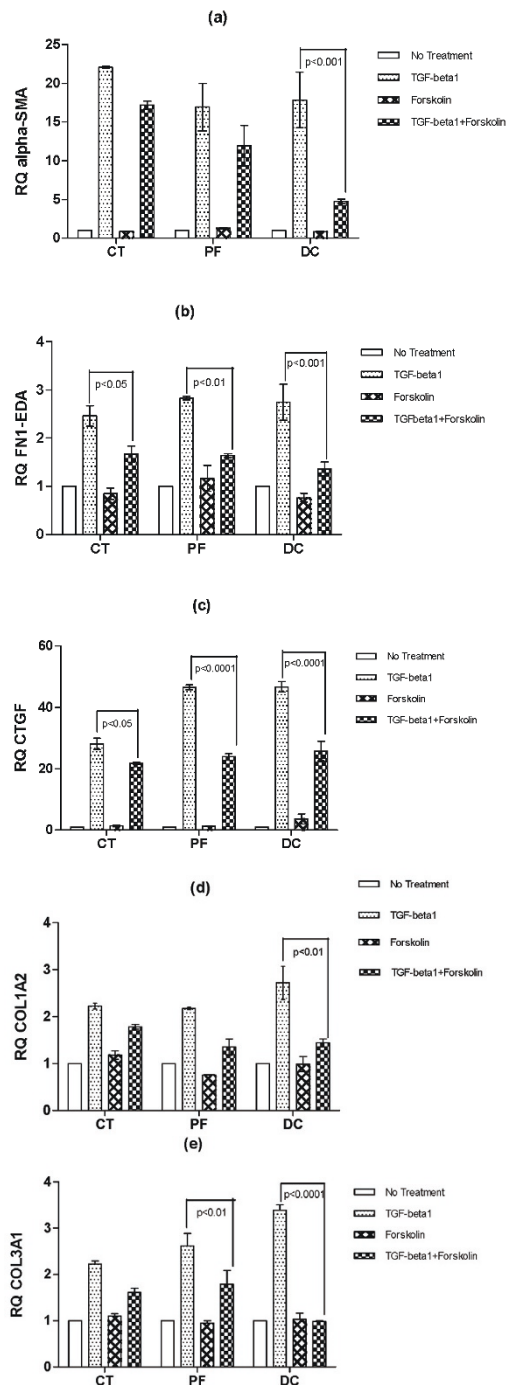 (a)
RQ alpha-SMA
25
20
15
10
5
0
CT
PF
DC
p<0.001
No Treatment
TGF-beta1
Forskolin
TGF-beta1+Forskolin
(b)
RQ FN1-EDA
4
3
2
1
0
CT
PF
DC
p<0.05
p<0.01
p<0.001
No Treatment
TGF-beta1
Forskolin
TGFbeta1+Forskolin
(c)
RQ CTGF
60
40
20
0
CT
PF
DC
p<0.05
p<0.0001
p<0.0001
No Treatment
TGF-beta1
Forskolin
TGF-beta1+Forskolin
(d)
RQ COL1A2
4
3
2
1
0
CT
PF
DC
p<0.01
No Treatment
TGF-beta1
Forskolin
TGF-beta1+Forskolin
(e)
RQ COL3A1
4
3
2
1
0
CT
PF
DC
p<0.01
p<0.0001
No Treatment
TGF-beta1
Forskolin
TGF-beta1+Forskolin